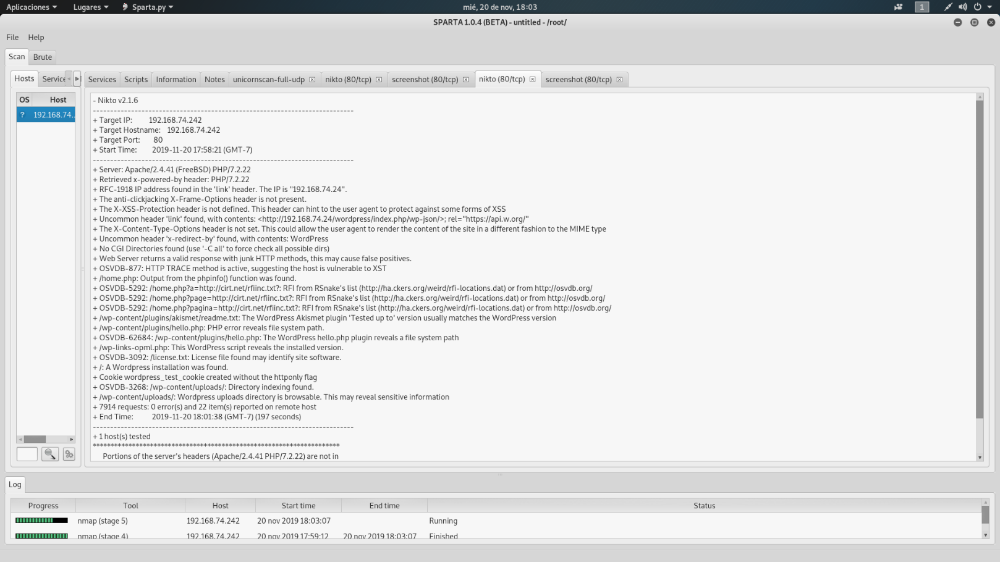 Aplicaciones Lugares Sparta.py mié, 20 de nov, 18:03 1
SPARTA 1.0.4 (BETA) - untitled - /root/
File Help
Scan Brute
Hosts Service Services Scripts Information Notes unicornscan-full-udp nikto (80/tcp) screenshot (80/tcp) nikto (80/tcp) screenshot (80/tcp)
OS Host
? 192.168.74..
- Nikto v2.1.6
---------------------------------------------------------------------------
+ Target IP: 192.168.74.242
+ Target Hostname: 192.168.74.242
+ Target Port: 80
+ Start Time: 2019-11-20 17:58:21 (GMT-7)
---------------------------------------------------------------------------
+ Server: Apache/2.4.41 (FreeBSD) PHP/7.2.22
+ Retrieved x-powered-by header: PHP/7.2.22
+ RFC-1918 IP address found in the 'link' header. The IP is "192.168.74.24".
+ The anti-clickjacking X-Frame-Options header is not present.
+ The X-XSS-Protection header is not defined. This header can hint to the user agent to protect against some forms of XSS
+ Uncommon header 'link' found, with contents: <http://192.168.74.24/wordpress/index.php/wp-json/>; rel="https://api.w.org/"
+ The X-Content-Type-Options header is not set. This could allow the user agent to render the content of the site in a different fashion to the MIME type
+ Uncommon header 'x-redirect-by' found, with contents: WordPress
+ No CGI Directories found (use '-C all' to force check all possible dirs)
+ Web Server returns a valid response with junk HTTP methods, this may cause false positives.
+ OSVDB-877: HTTP TRACE method is active, suggesting the host is vulnerable to XST
+ /home.php: Output from the phpinfo() function was found.
+ OSVDB-5292: /home.php?a=http://cirt.net/rfiinc.txt?: RFI from RSnake's list (http://ha.ckers.org/weird/rfi-locations.dat) or from http://osvdb.org/
+ OSVDB-5292: /home.php?page=http://cirt.net/rfiinc.txt?: RFI from RSnake's list (http://ha.ckers.org/weird/rfi-locations.dat) or from http://osvdb.org/
+ OSVDB-5292: /home.php?pagina=http://cirt.net/rfiinc.txt?: RFI from RSnake's list (http://ha.ckers.org/weird/rfi-locations.dat) or from http://osvdb.org/
+ /wp-content/plugins/akismet/readme.txt: The WordPress Akismet plugin 'Tested up to' version usually matches the WordPress version
+ /wp-content/plugins/hello.php: PHP error reveals file system path.
+ OSVDB-62684: /wp-content/plugins/hello.php: The WordPress hello.php plugin reveals a file system path
+ /wp-links-opml.php: This WordPress script reveals the installed version.
+ OSVDB-3092: /license.txt: License file found may identify site software.
+ /: A Wordpress installation was found.
+ Cookie wordpress_test_cookie created without the httponly flag
+ OSVDB-3268: /wp-content/uploads/: Directory indexing found.
+ /wp-content/uploads/: Wordpress uploads directory is browsable. This may reveal sensitive information
+ 7914 requests: 0 error(s) and 22 item(s) reported on remote host
+ End Time: 2019-11-20 18:01:38 (GMT-7) (197 seconds)
---------------------------------------------------------------------------
+ 1 host(s) tested
*********************************************************************
Portions of the server's headers (Apache/2.4.41 PHP/7.2.22) are not in
Log
Progress Tool Host Start time End time Status
nmap (stage 5) 192.168.74.242 20 nov 2019 18:03:07 Running
nmap (stage 4) 192.168.74.242 20 nov 2019 17:59:12 20 nov 2019 18:03:07 Finished